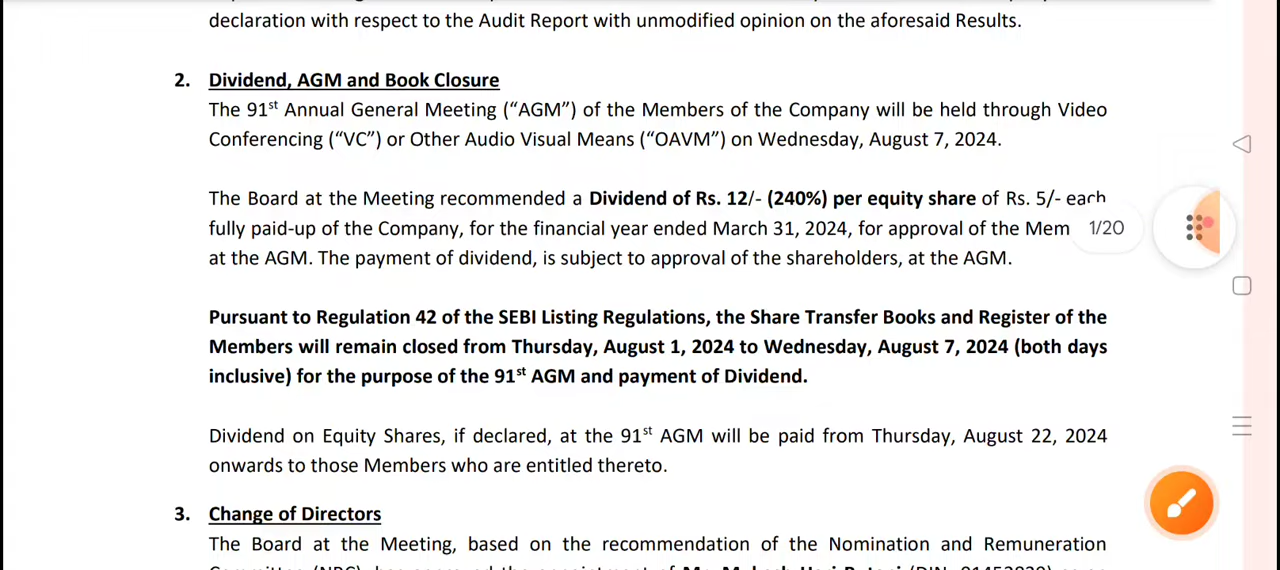 declaration with respect to the Audit Report with unmodified opinion on the aforesaid Results.
2. Dividend, AGM and Book Closure
The 91st Annual General Meeting (“AGM”) of the Members of the Company will be held through Video
Conferencing (“VC”) or Other Audio Visual Means (“OAVM”) on Wednesday, August 7, 2024.
The Board at the Meeting recommended a Dividend of Rs. 12/- (240%) per equity share of Rs. 5/- each
fully paid-up of the Company, for the financial year ended March 31, 2024, for approval of the Mem
1/20
at the AGM. The payment of dividend, is subject to approval of the shareholders, at the AGM.
Pursuant to Regulation 42 of the SEBI Listing Regulations, the Share Transfer Books and Register of the
Members will remain closed from Thursday, August 1, 2024 to Wednesday, August 7, 2024 (both days
inclusive) for the purpose of the 91st AGM and payment of Dividend.
Dividend on Equity Shares, if declared, at the 91st AGM will be paid from Thursday, August 22, 2024
onwards to those Members who are entitled thereto.
3. Change of Directors
The Board at the Meeting, based on the recommendation of the Nomination and Remuneration